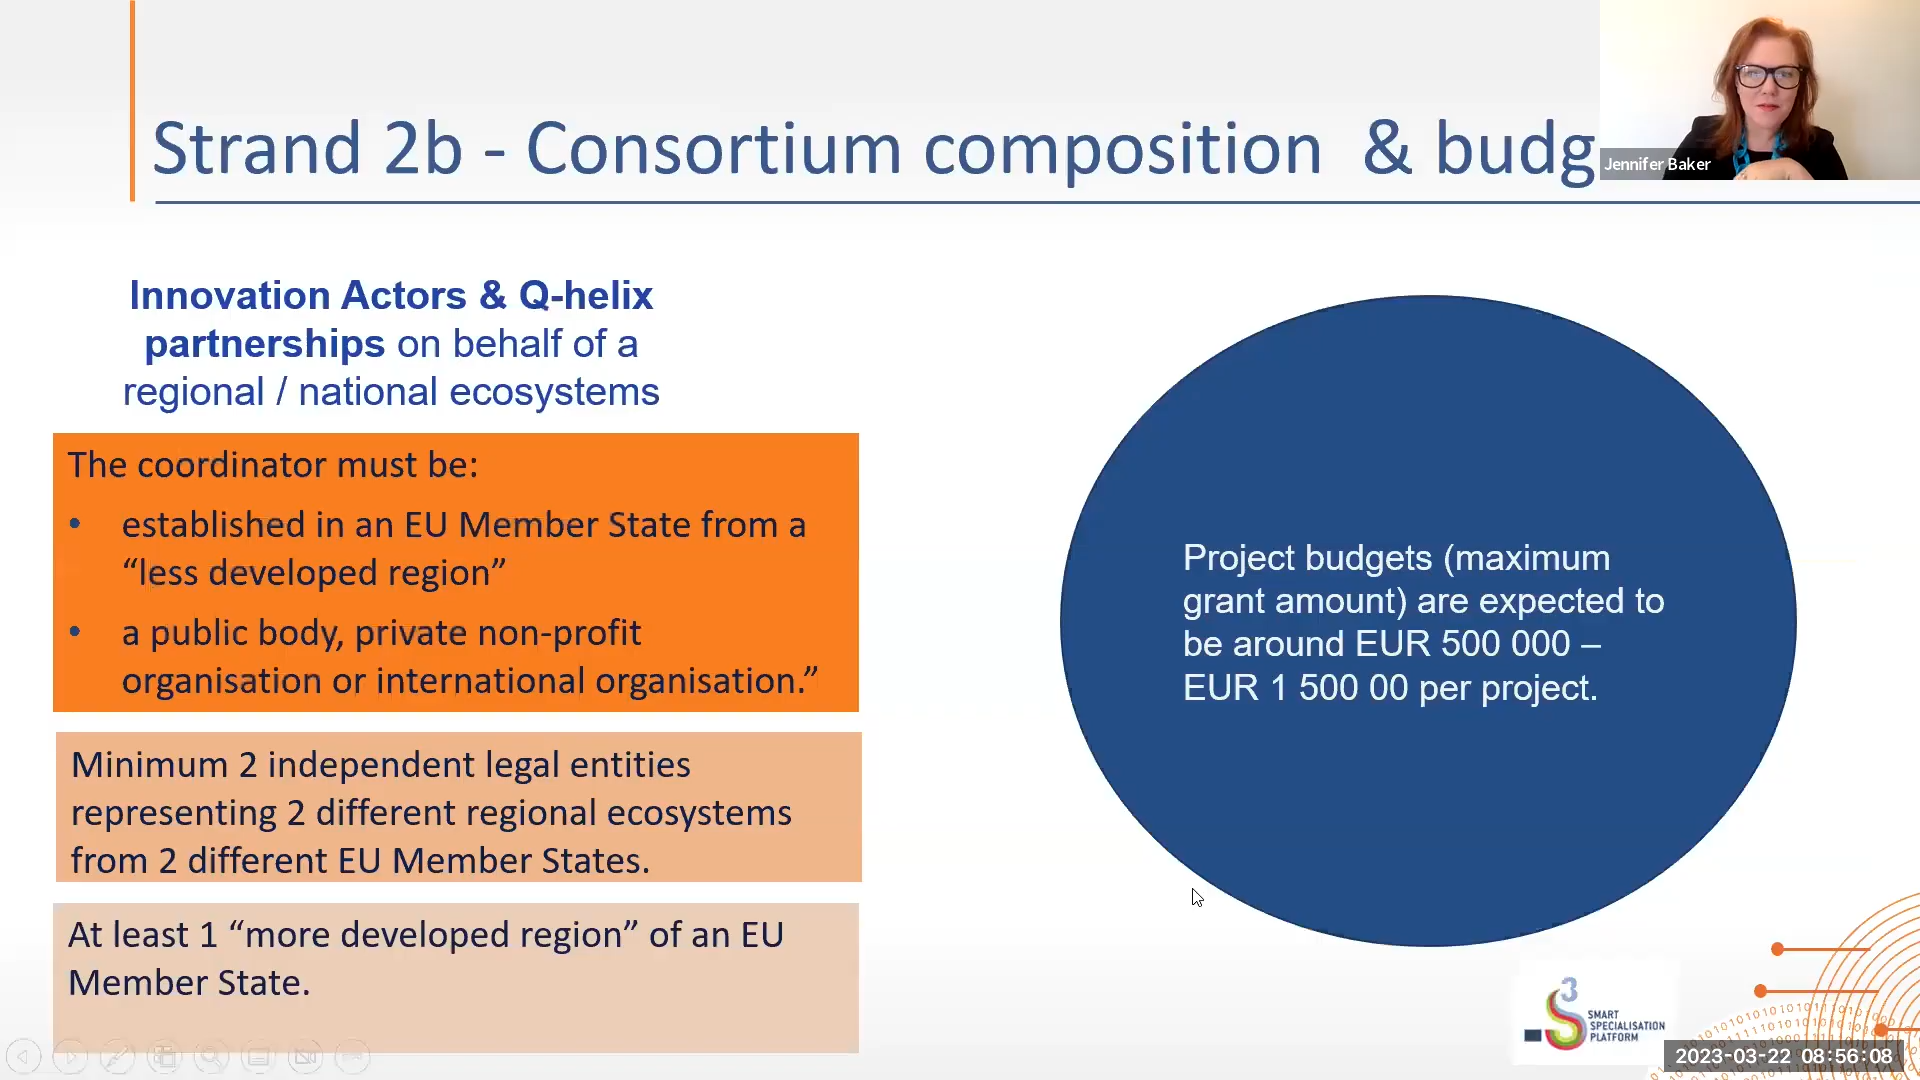 Strand 2b - Consortium composition & budg
Jennifer Baker
Innovation Actors & Q-helix
partnerships on behalf of a
regional / national ecosystems
The coordinator must be:
• established in an EU Member State from a
“less developed region”
• a public body, private non-profit
organisation or international organisation.”
Minimum 2 independent legal entities
representing 2 different regional ecosystems
from 2 different EU Member States.
At least 1 “more developed region” of an EU
Member State.
Project budgets (maximum
grant amount) are expected to
be around EUR 500 000 –
EUR 1 500 00 per project.
S3
SMART
SPECIALISATION
PLATFORM
2023-03-22 08:56:08